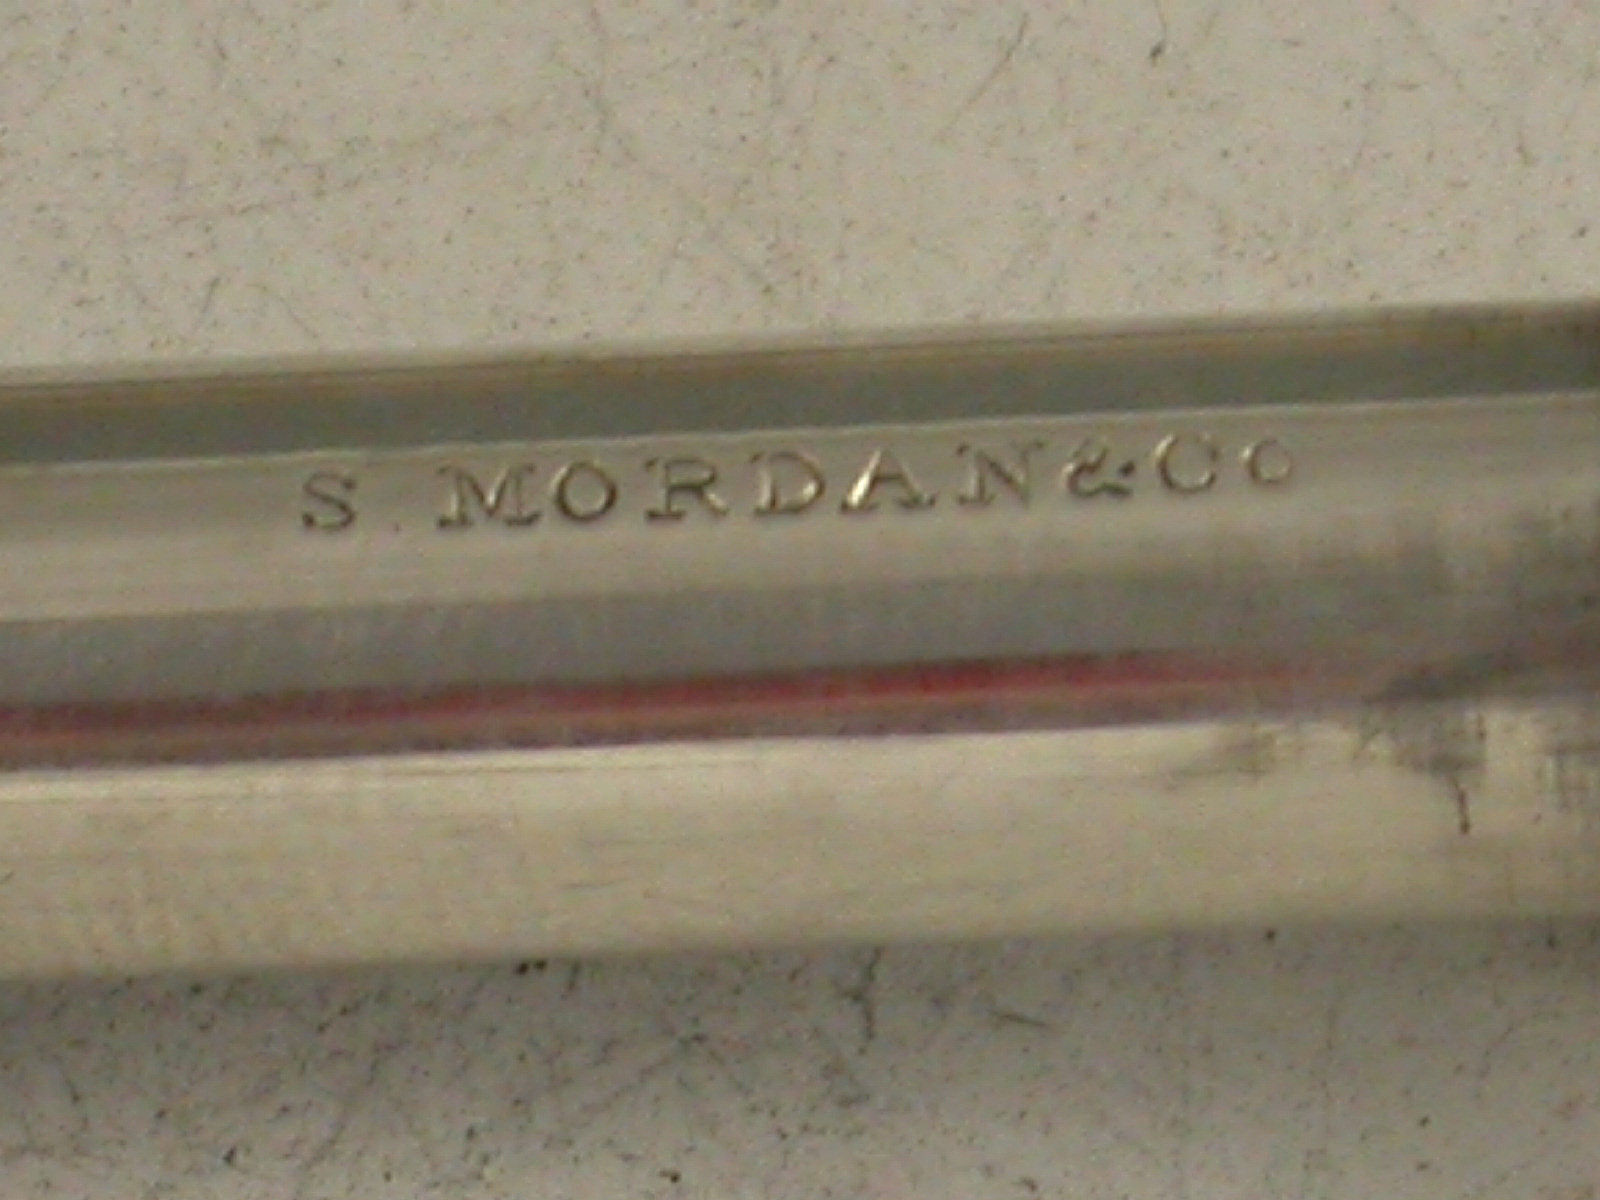 S. MORDAN & Co